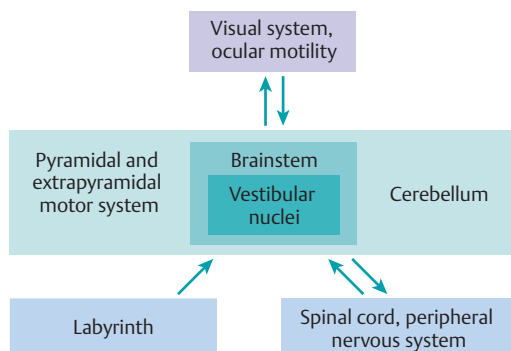 Visual system,
ocular motility
Pyramidal and
extrapyramidal
motor system
Brainstem
Vestibular
nuclei
Cerebellum
Labyrinth
Spinal cord, peripheral
nervous system